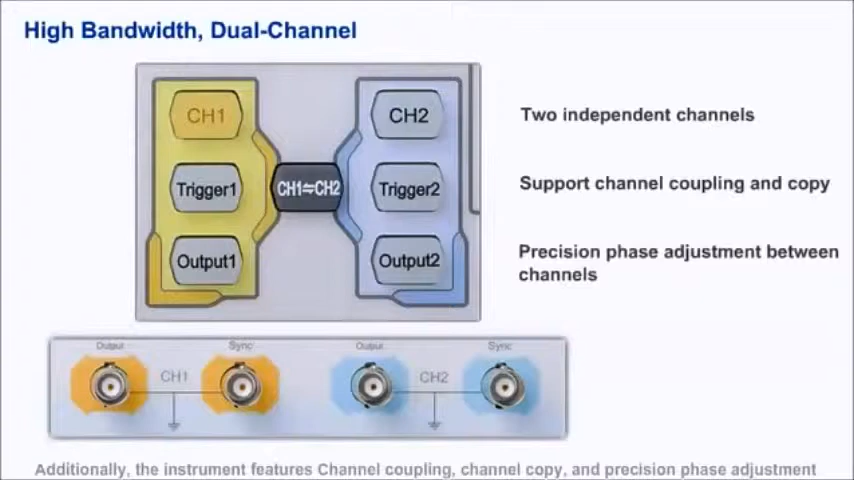 High Bandwidth, Dual-Channel
CH1
CH2
Two independent channels
Trigger1
CH1⇌CH2
Trigger2
Support channel coupling and copy
Output1
Output2
Precision phase adjustment between
channels
Output
Sync
Output
Sync
CH1
CH2
Additionally, the instrument features Channel coupling, channel copy, and precision phase adjustment